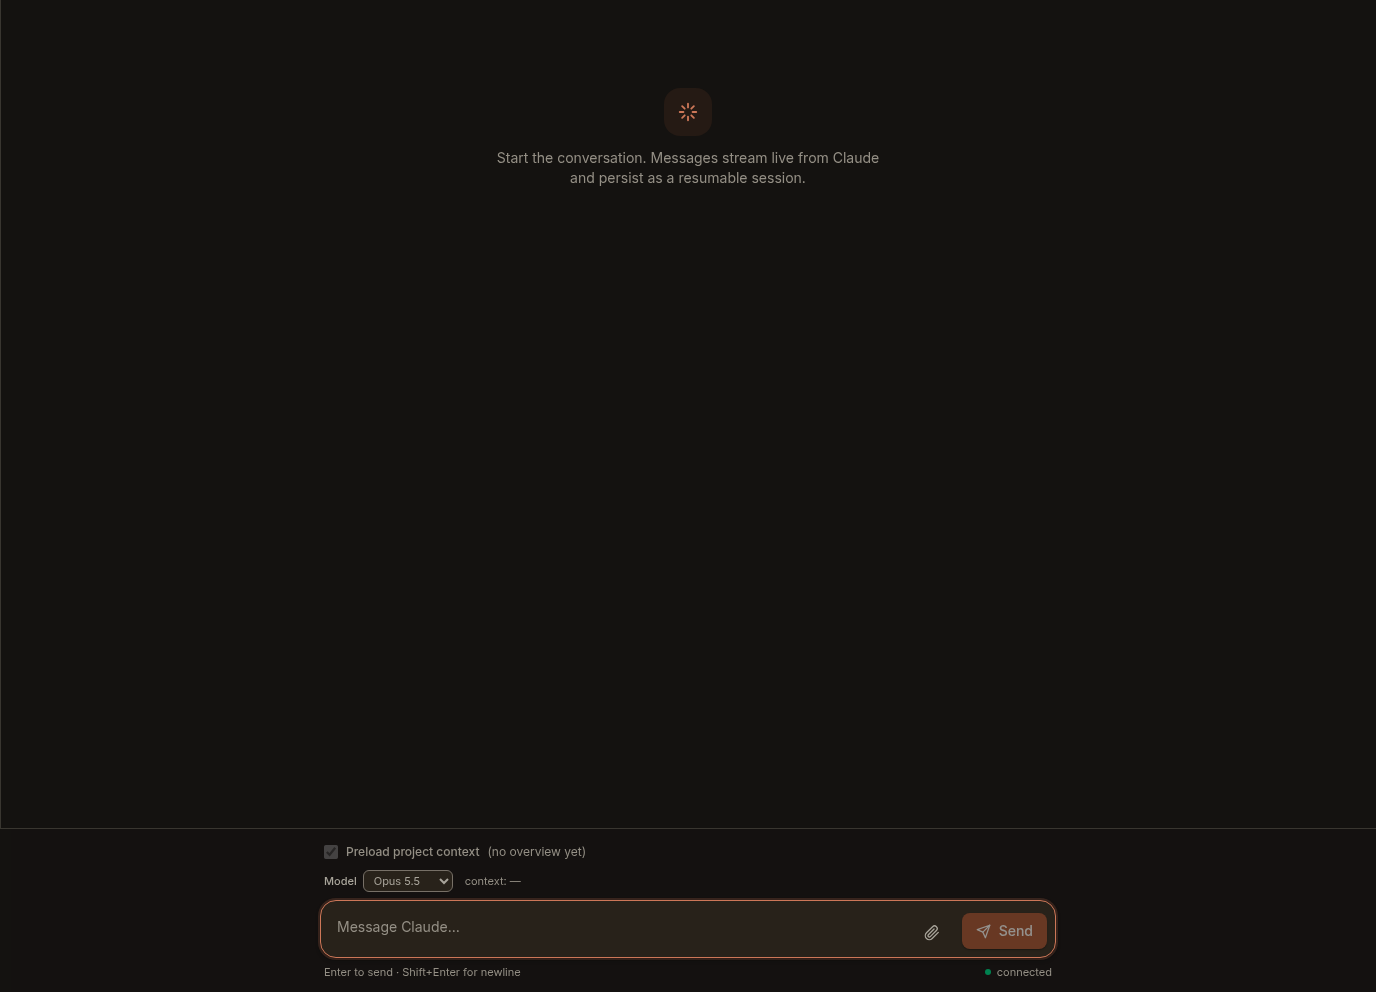 Start the conversation. Messages stream live from Claude
and persist as a resumable session.
Preload project context (no overview yet)
Model Opus 5.5 context: —
Message Claude...
Send
Enter to send · Shift+Enter for newline
connected